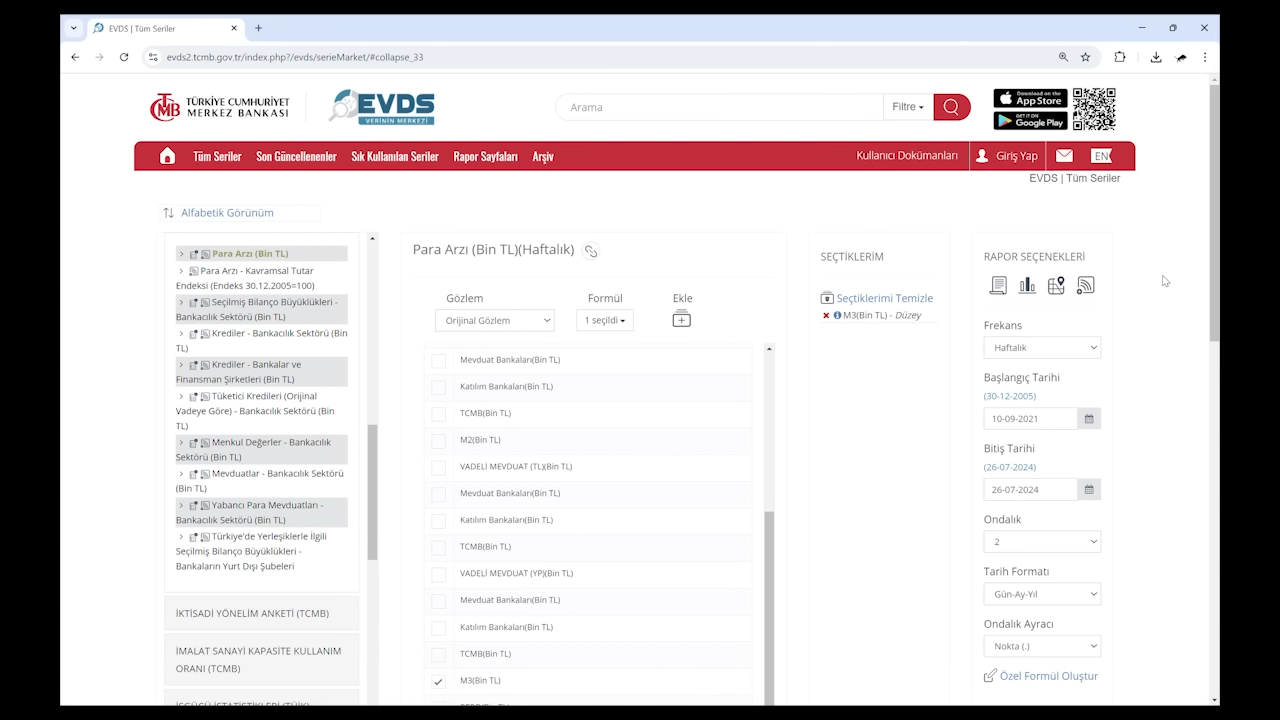 EVDS | Tüm Seriler
evds2.tcmb.gov.tr/index.php?/evds/serieMarket/#collapse_33
TCMB
TÜRKİYE CUMHURİYET
MERKEZ BANKASI
EVDS
VERİNİN MERKEZİ
Arama
Filtre
Download on the
App Store
GET IT ON
Google Play
Tüm Seriler
Son Güncellenenler
Sık Kullanılan Seriler
Rapor Sayfaları
Arşiv
Kullanıcı Dokümanları
Giriş Yap
EN
EVDS | Tüm Seriler
Alfabetik Görünüm
Para Arzı (Bin TL)
Para Arzı - Kavramsal Tutar
Endeksi (Endeks 30.12.2005=100)
Seçilmiş Bilanço Büyüklükleri -
Bankacılık Sektörü (Bin TL)
Krediler - Bankacılık Sektörü (Bin
TL)
Krediler - Bankalar ve
Finansman Şirketleri (Bin TL)
Tüketici Kredileri (Orijinal
Vadeye Göre) - Bankacılık Sektörü (Bin
TL)
Menkul Değerler - Bankacılık
Sektörü (Bin TL)
Mevduatlar - Bankacılık Sektörü
(Bin TL)
Yabancı Para Mevduatları -
Bankacılık Sektörü (Bin TL)
Türkiye'de Yerleşiklerle İlgili
Seçilmiş Bilanço Büyüklükleri -
Bankaların Yurt Dışı Şubeleri
İKTİSADİ YÖNELİM ANKETİ (TCMB)
İMALAT SANAYİ KAPASİTE KULLANIM
ORANI (TCMB)
İŞGÜCÜ İSTATİSTİKLERİ (TÜİK)
Para Arzı (Bin TL)(Haftalık)
Gözlem
Formül
Ekle
Orijinal Gözlem
1 seçildi
Mevduat Bankaları(Bin TL)
Katılım Bankaları(Bin TL)
TCMB(Bin TL)
M2(Bin TL)
VADELİ MEVDUAT (TL)(Bin TL)
Mevduat Bankaları(Bin TL)
Katılım Bankaları(Bin TL)
TCMB(Bin TL)
VADELİ MEVDUAT (YP)(Bin TL)
Mevduat Bankaları(Bin TL)
Katılım Bankaları(Bin TL)
TCMB(Bin TL)
M3(Bin TL)
SEÇTİKLERİM
Seçtiklerimi Temizle
M3(Bin TL) - Düzey
RAPOR SEÇENEKLERİ
Frekans
Haftalık
Başlangıç Tarihi
(30-12-2005)
10-09-2021
Bitiş Tarihi
(26-07-2024)
26-07-2024
Ondalık
2
Tarih Formatı
Gün-Ay-Yıl
Ondalık Ayracı
Nokta (.)
Özel Formül Oluştur